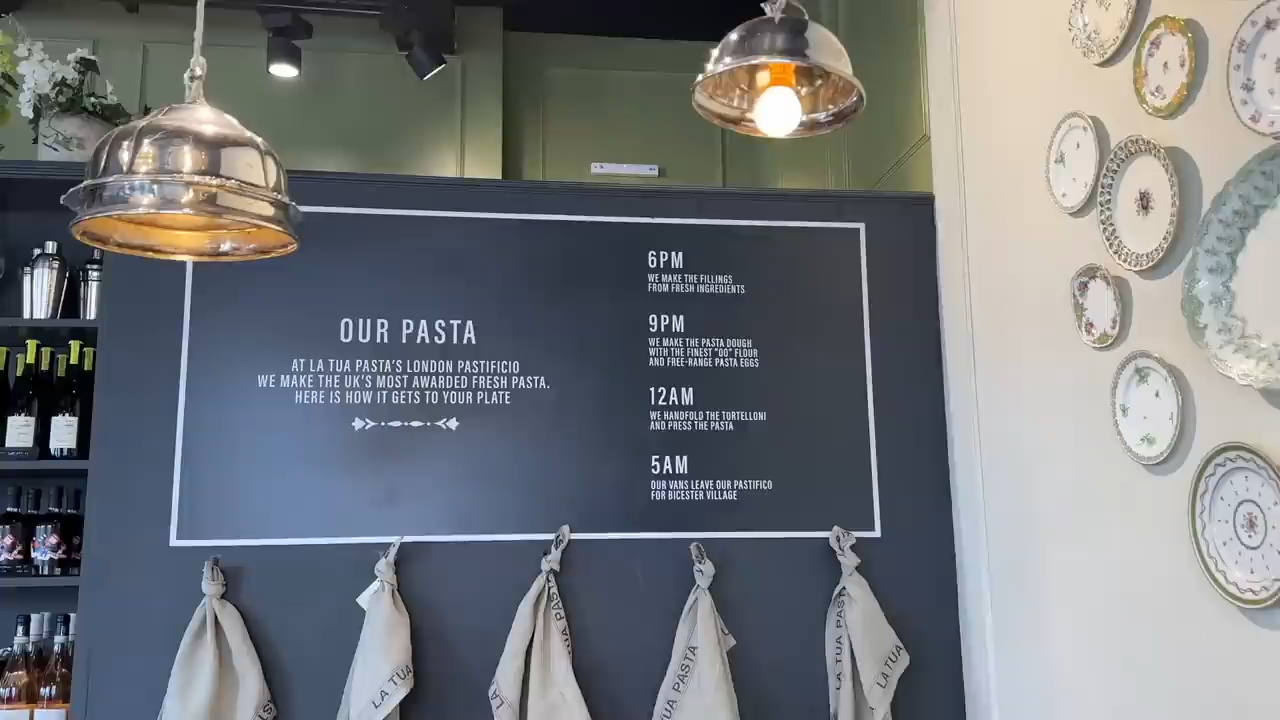 OUR PASTA
AT LA TUA PASTA'S LONDON PASTIFICIO
WE MAKE THE UK'S MOST AWARDED FRESH PASTA.
HERE IS HOW IT GETS TO YOUR PLATE
6PM
WE MAKE THE FILLINGS
FROM FRESH INGREDIENTS
9PM
WE MAKE THE PASTA DOUGH
WITH THE FINEST "00" FLOUR
AND FREE-RANGE PASTA EGGS
12AM
WE HANDFOLD THE TORTELLONI
AND PRESS THE PASTA
5AM
OUR VANS LEAVE OUR PASTIFICO
FOR BICESTER VILLAGE
LA TUA
TUA PASTA
LA TUA PAST
LA TUA